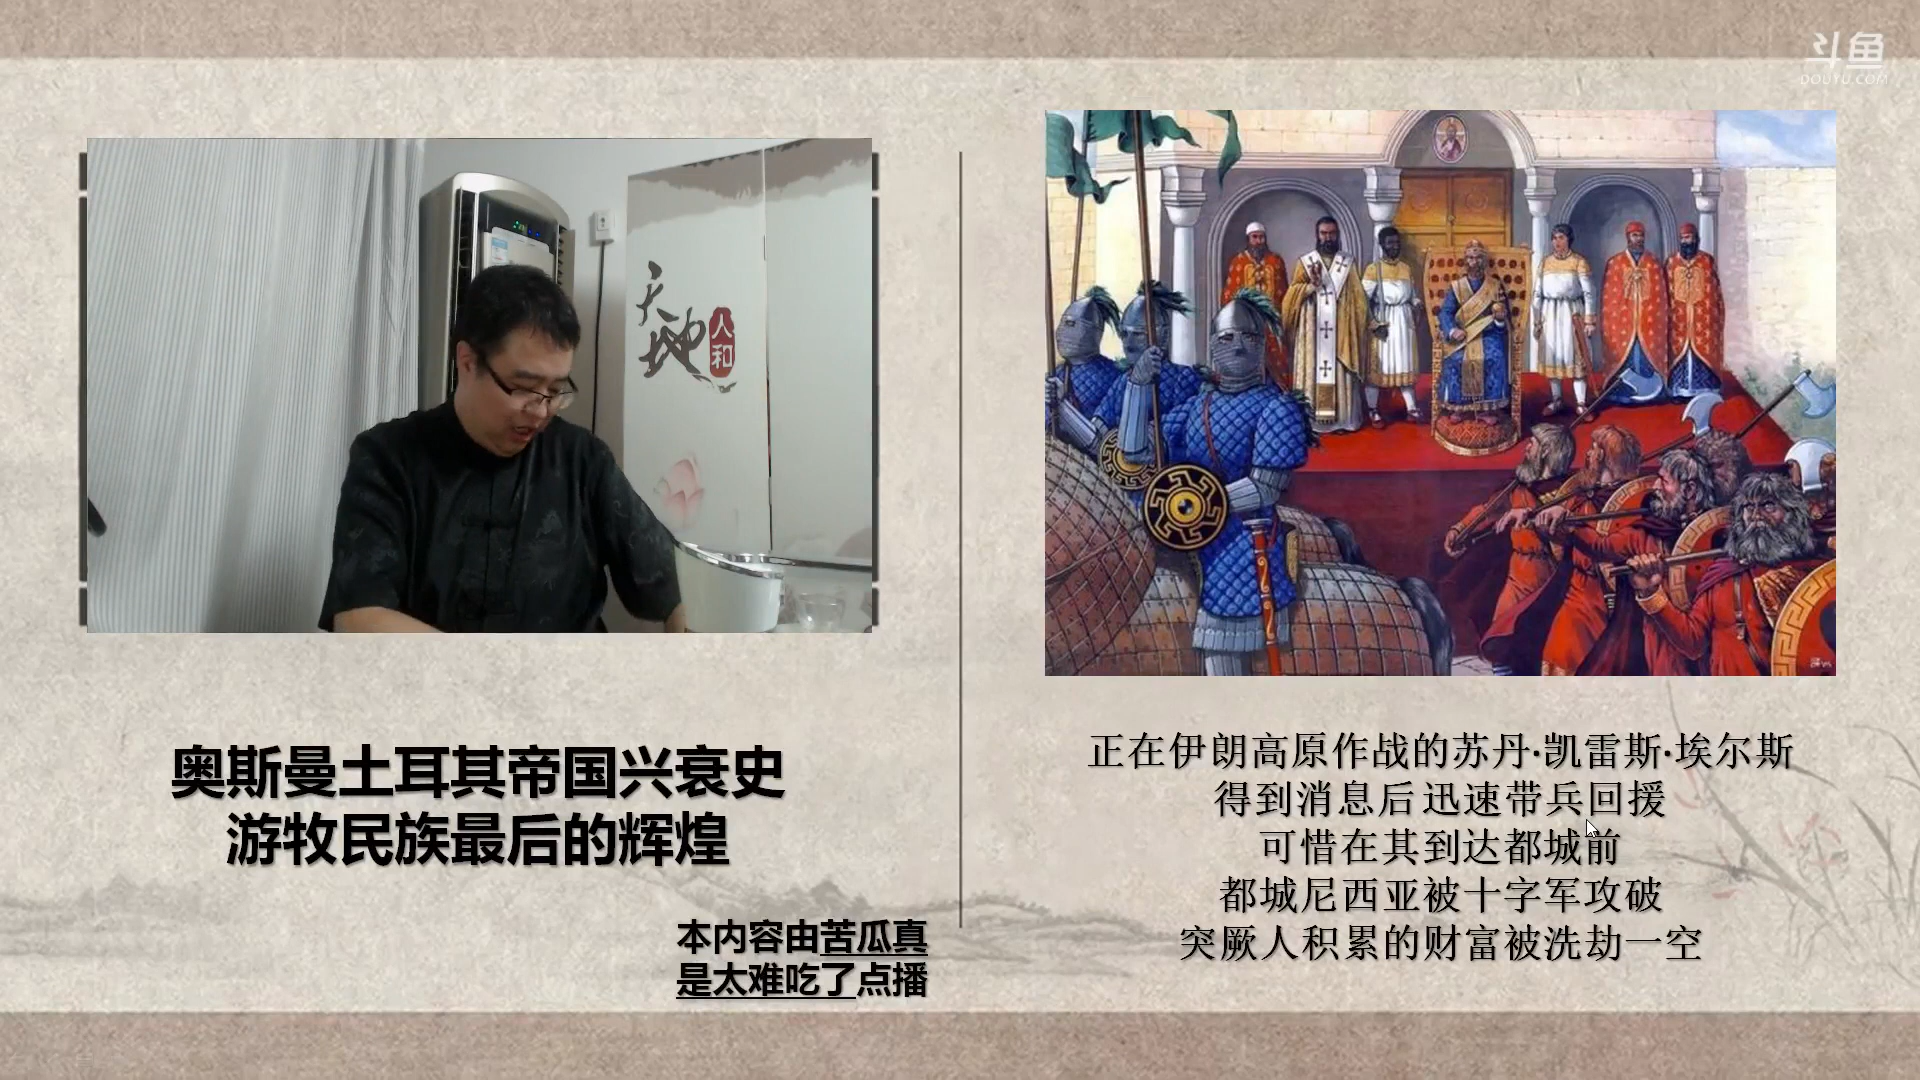 斗鱼
DOUYU.COM
天地
人和
奥斯曼土耳其帝国兴衰史
游牧民族最后的辉煌
本内容由苦瓜真
是太难吃了点播
正在伊朗高原作战的苏丹·凯雷斯·埃尔斯
得到消息后迅速带兵回援
可惜在其到达都城前
都城尼西亚被十字军攻破
突厥人积累的财富被洗劫一空